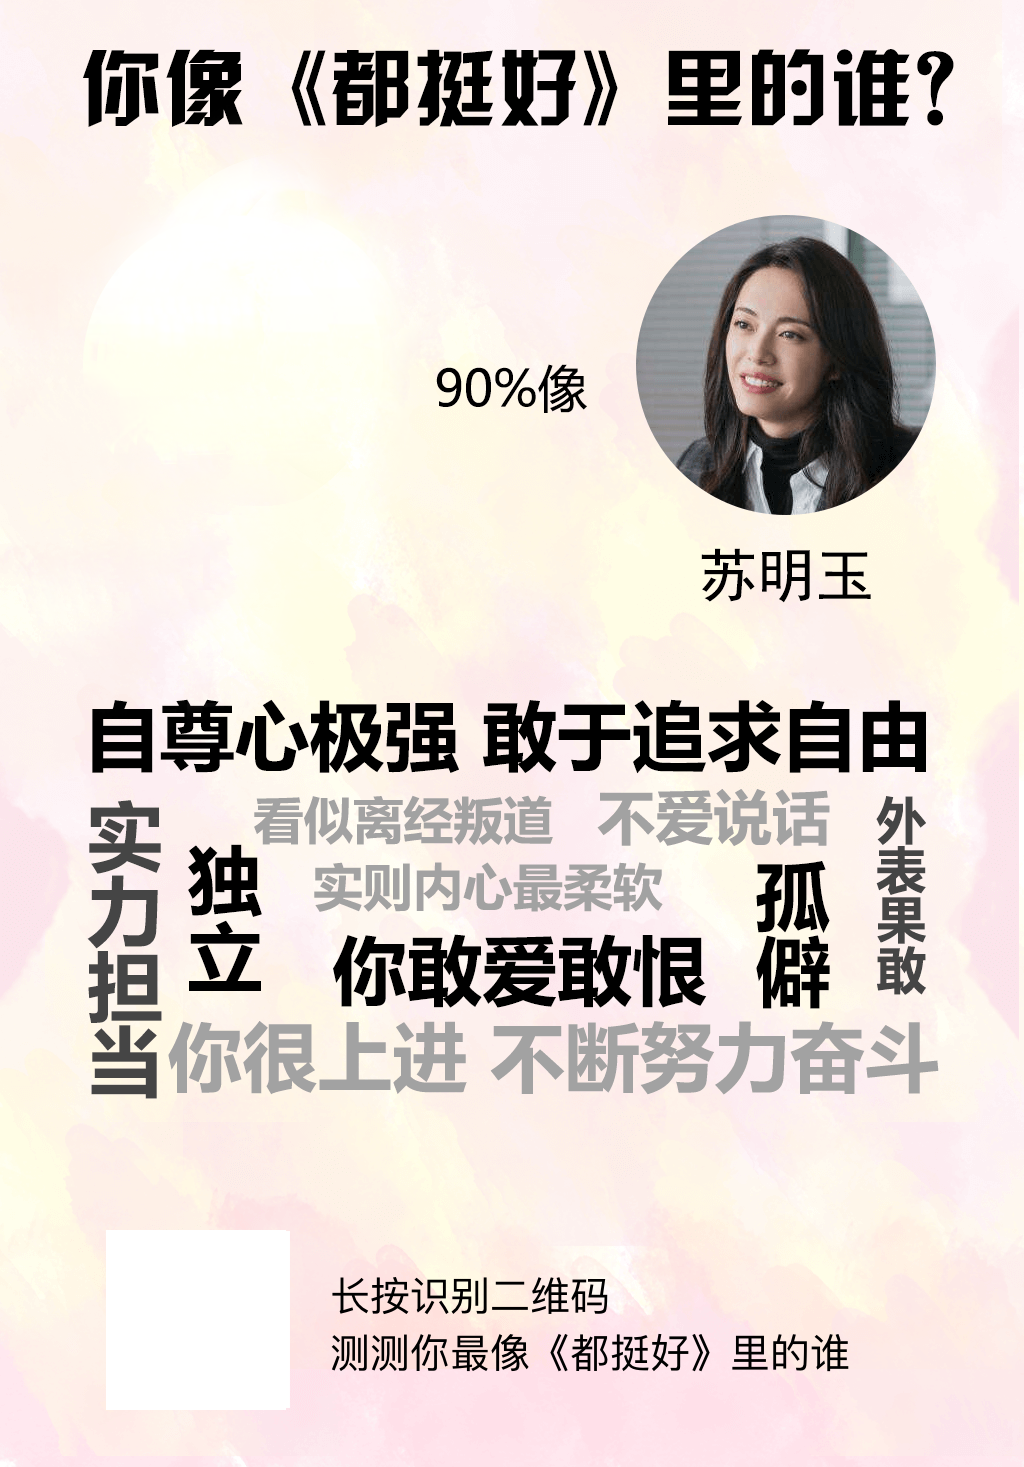 你像《都挺好》里的谁？
90%像
苏明玉
自尊心极强 敢于追求自由
看似离经叛道 不爱说话
实则内心最柔软
实力担当
独立
孤僻
外表果敢
你敢爱敢恨
你很上进 不断努力奋斗
长按识别二维码
测测你最像《都挺好》里的谁